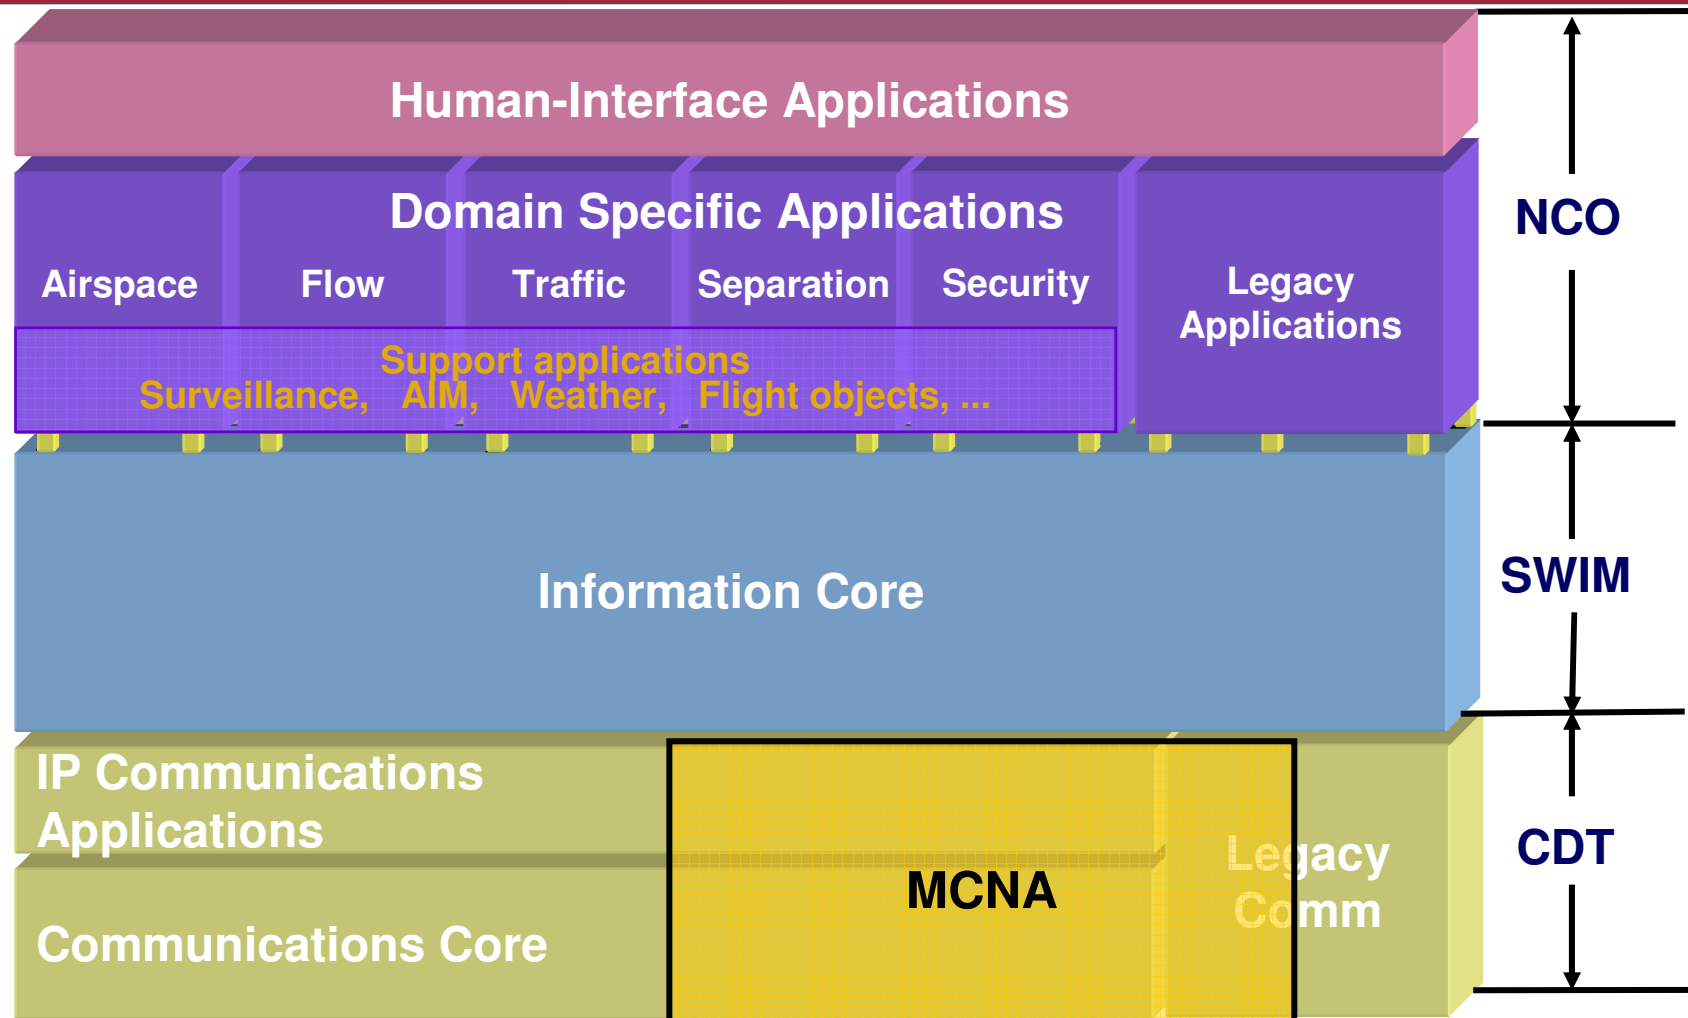 Human-Interface Applications
Domain Specific Applications
NCO
Airspace
Flow
Traffic
Separation
Security
Legacy
Applications
Support applications
Surveillance, AIM, Weather, Flight objects, ...
Information Core
SWIM
IP Communications
Applications
Communications Core
MCNA
Legacy
Comm
CDT